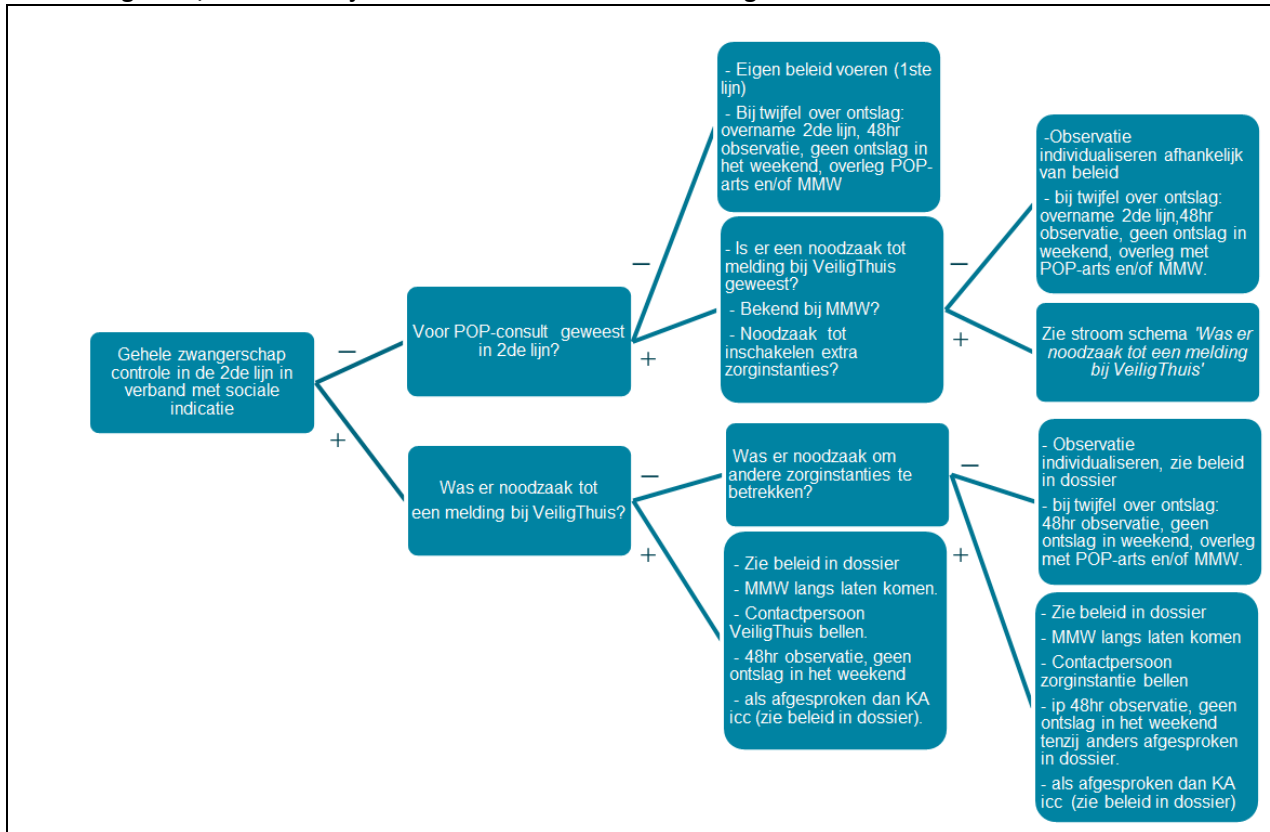 Gehele zwangerschap
controle in de 2de lijn in
verband met sociale
indicatie
–
+
Voor POP-consult geweest
in 2de lijn?
–
+
- Eigen beleid voeren (1ste
lijn)
- Bij twijfel over ontslag:
overname 2de lijn, 48hr
observatie, geen ontslag in
het weekend, overleg POP-
arts en/of MMW
- Is er een noodzaak tot
melding bij VeiligThuis
geweest?
- Bekend bij MMW?
- Noodzaak tot
inschakelen extra
zorginstanties?
–
+
-Observatie
individualiseren afhankelijk
van beleid
- bij twijfel over ontslag:
overname 2de lijn,48hr
observatie, geen ontslag in
weekend, overleg met
POP-arts en/of MMW.
Zie stroom schema 'Was er
noodzaak tot een melding
bij VeiligThuis'
Was er noodzaak tot
een melding bij VeiligThuis?
–
+
Was er noodzaak om
andere zorginstanties te
betrekken?
–
+
- Zie beleid in dossier
- MMW langs laten komen.
- Contactpersoon
VeiligThuis bellen.
- 48hr observatie, geen
ontslag in het weekend
- als afgesproken dan KA
icc (zie beleid in dossier).
- Observatie
individualiseren, zie beleid
in dossier
- bij twijfel over ontslag:
48hr observatie, geen
ontslag in weekend, overleg
met POP-arts en/of MMW.
- Zie beleid in dossier
- MMW langs laten komen
- Contactpersoon
zorginstantie bellen
- ip 48hr observatie, geen
ontslag in het weekend
tenzij anders afgesproken
in dossier.
- als afgesproken dan KA
icc (zie beleid in dossier)